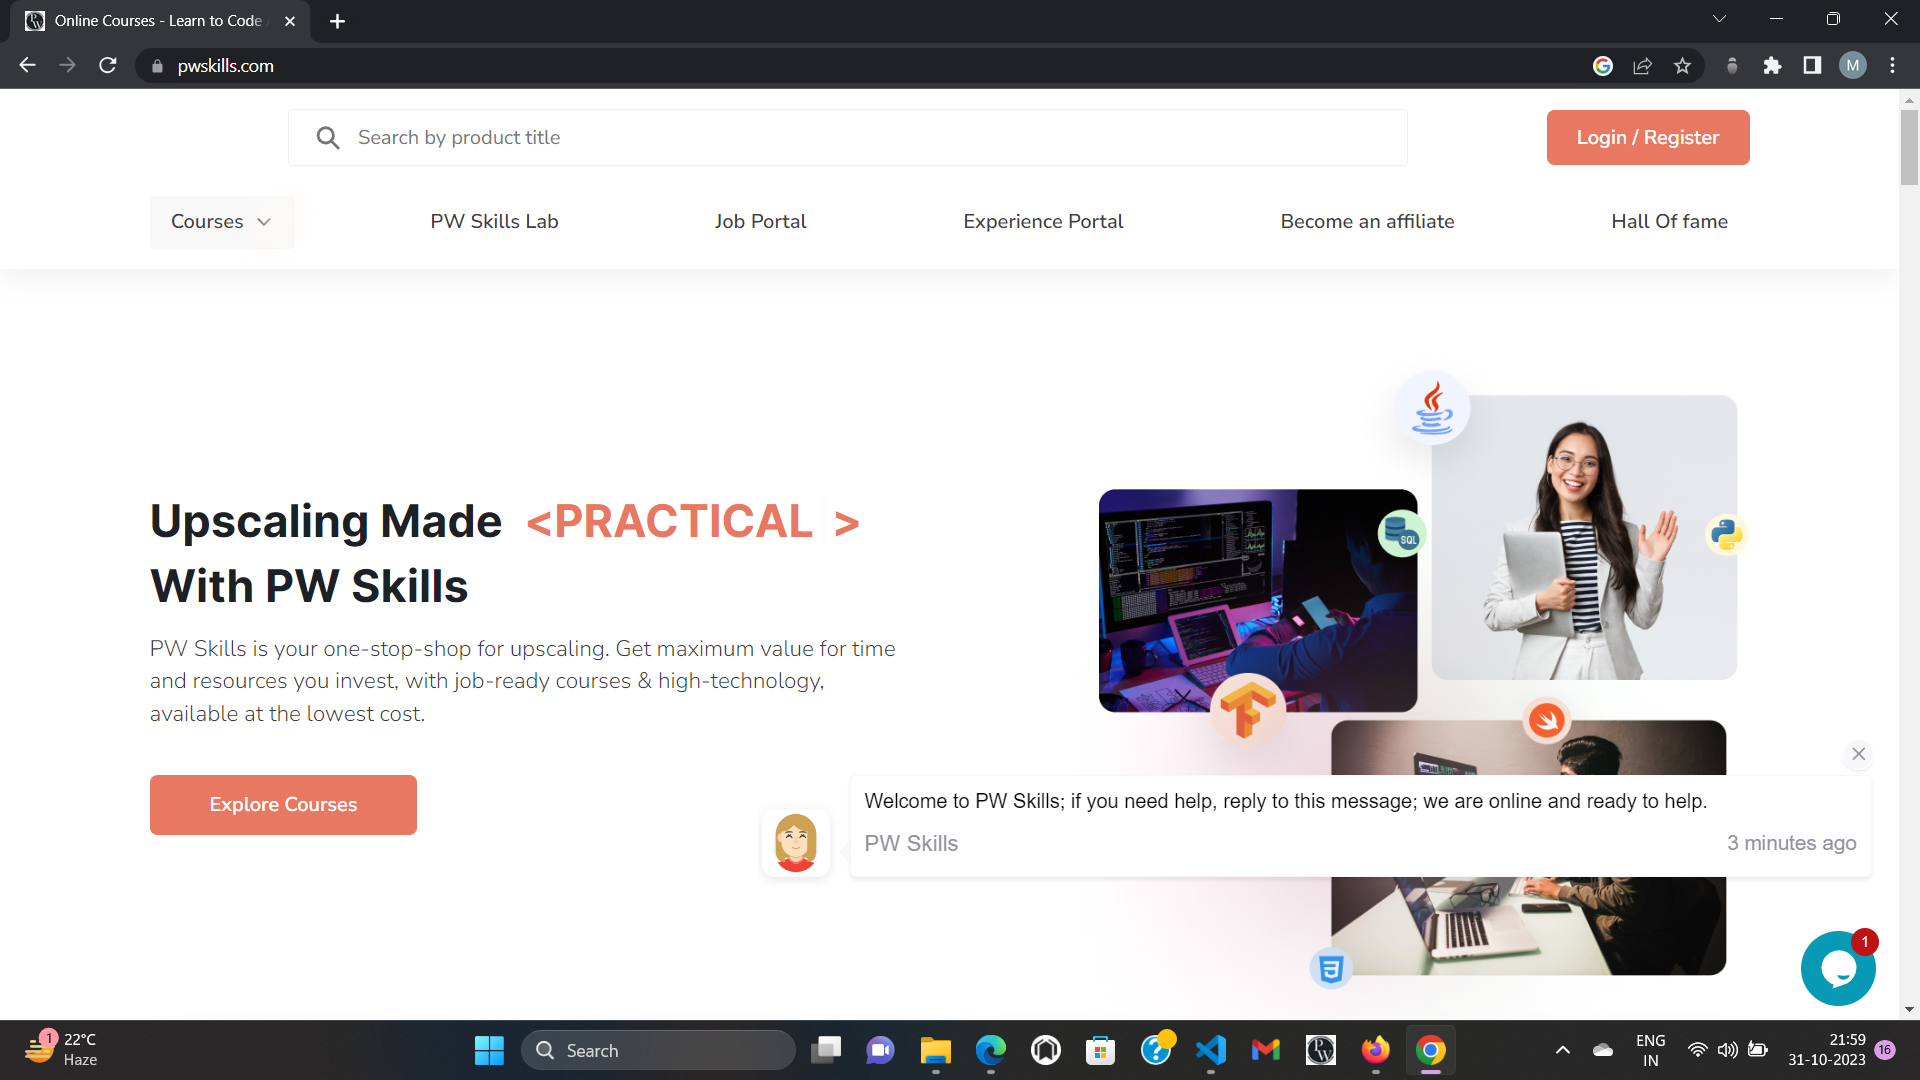 Online Courses - Learn to Code
pwskills.com
M
Search by product title
Login / Register
Courses
PW Skills Lab
Job Portal
Experience Portal
Become an affiliate
Hall Of fame
Upscaling Made <PRACTICAL >
With PW Skills
PW Skills is your one-stop-shop for upscaling. Get maximum value for time
and resources you invest, with job-ready courses & high-technology,
available at the lowest cost.
Explore Courses
SQL
Welcome to PW Skills; if you need help, reply to this message; we are online and ready to help.
PW Skills
3 minutes ago
1
1
22°C
Haze
Search
ENG
IN
21:59
31-10-2023
16